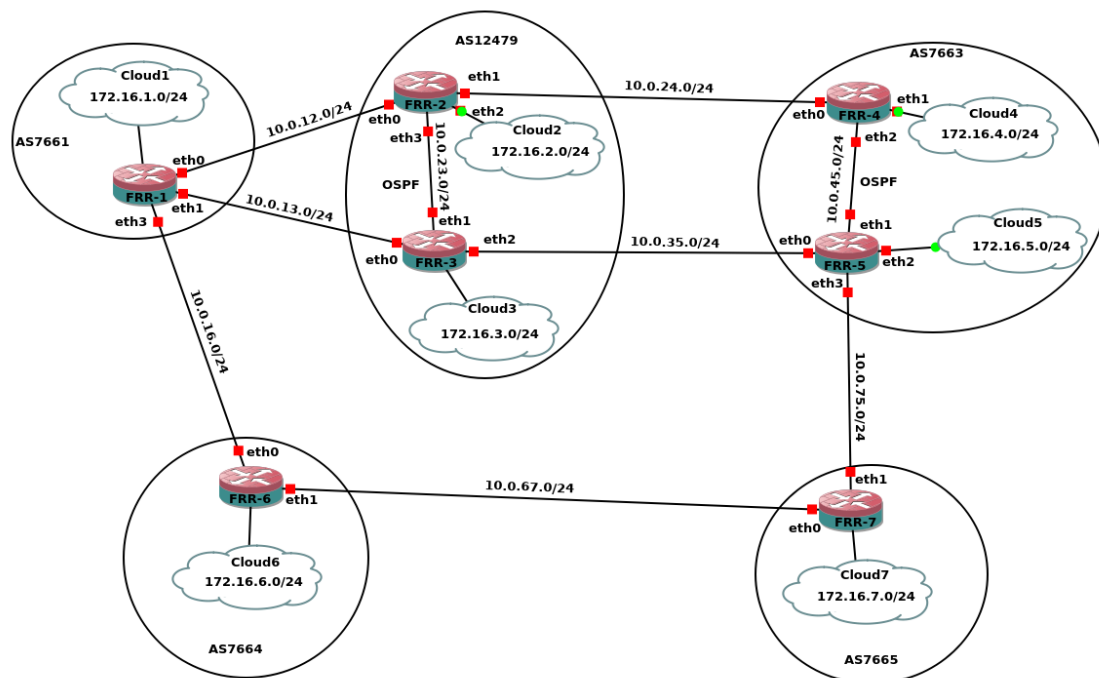 AS12479
AS7663
Cloud1
172.16.1.0/24
AS7661
FRR-1
eth0
eth1
eth3
10.0.12.0/24
10.0.13.0/24
10.0.16.0/24
FRR-2
eth0
eth1
eth2
eth3
Cloud2
172.16.2.0/24
10.0.23.0/24
OSPF
eth1
FRR-3
eth0
eth2
Cloud3
172.16.3.0/24
10.0.24.0/24
10.0.35.0/24
FRR-4
eth0
eth1
eth2
Cloud4
172.16.4.0/24
10.0.45.0/24
OSPF
eth1
FRR-5
eth0
eth2
eth3
Cloud5
172.16.5.0/24
10.0.75.0/24
eth0
FRR-6
eth1
Cloud6
172.16.6.0/24
AS7664
10.0.67.0/24
eth1
FRR-7
eth0
Cloud7
172.16.7.0/24
AS7665